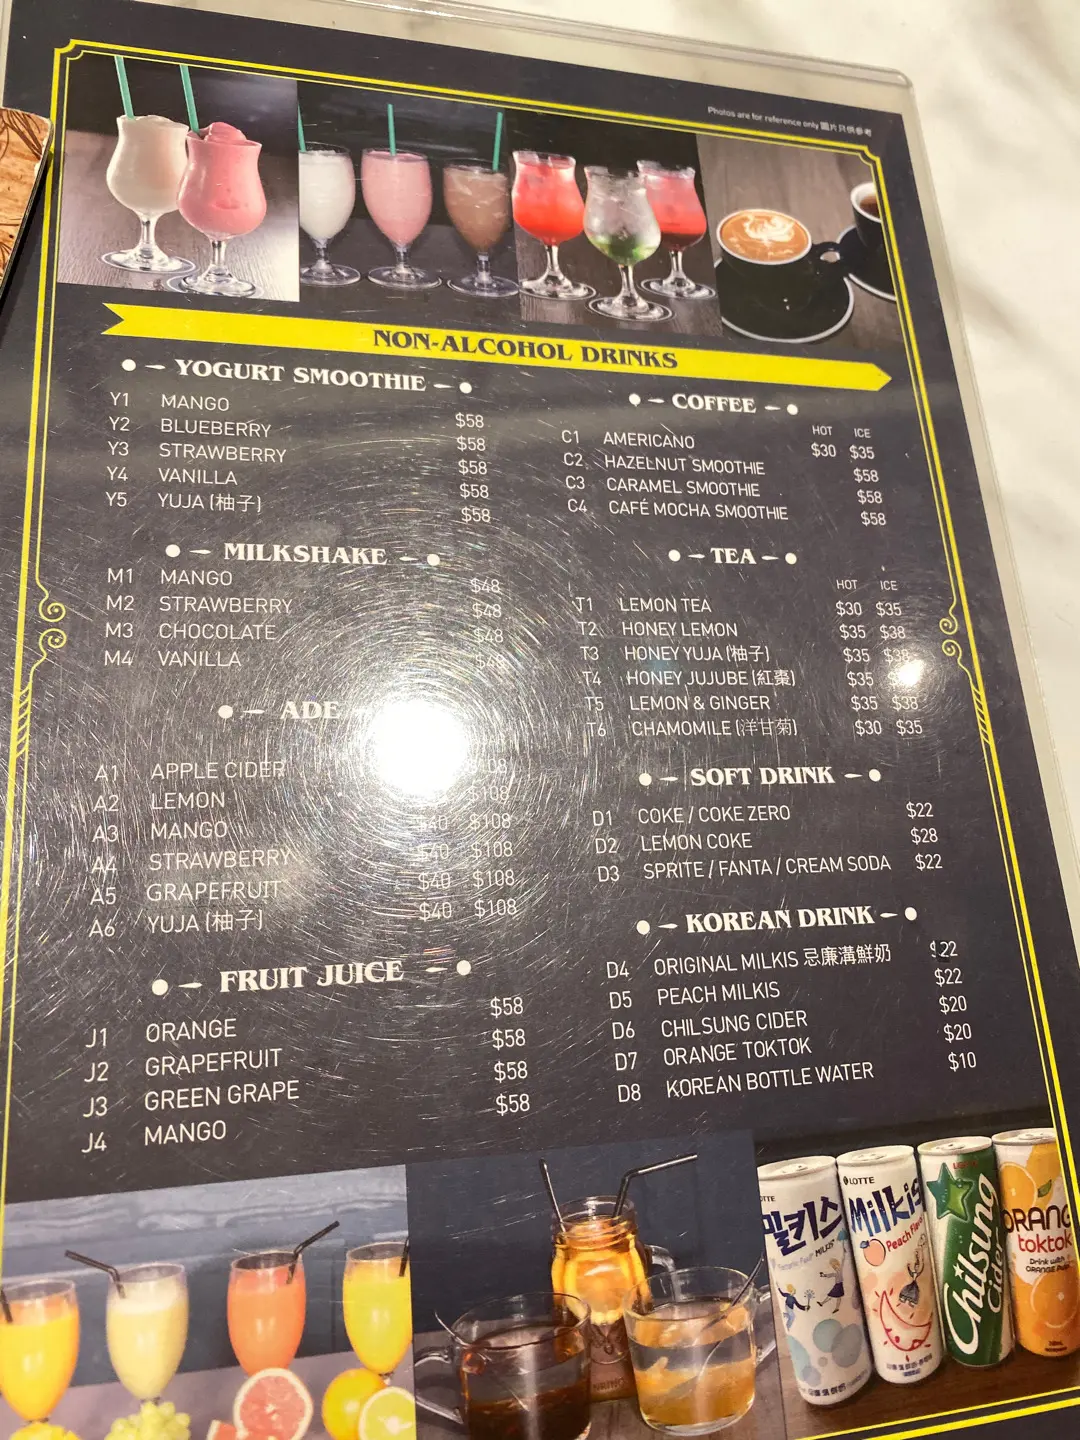 Photos are for reference only 圖片只供參考
NON-ALCOHOL DRINKS
YOGURT SMOOTHIE
Y1 MANGO $58
Y2 BLUEBERRY $58
Y3 STRAWBERRY $58
Y4 VANILLA $58
Y5 YUJA (柚子) $58
MILKSHAKE
M1 MANGO $48
M2 STRAWBERRY $48
M3 CHOCOLATE $48
M4 VANILLA $48
ADE
A1 APPLE CIDER $108
A2 LEMON $108
A3 MANGO $40 $108
A4 STRAWBERRY $40 $108
A5 GRAPEFRUIT $40 $108
A6 YUJA (柚子) $40 $108
FRUIT JUICE
J1 ORANGE $58
J2 GRAPEFRUIT $58
J3 GREEN GRAPE $58
J4 MANGO $58
COFFEE
HOT ICE
C1 AMERICANO $30 $35
C2 HAZELNUT SMOOTHIE $58
C3 CARAMEL SMOOTHIE $58
C4 CAFÉ MOCHA SMOOTHIE $58
TEA
HOT ICE
T1 LEMON TEA $30 $35
T2 HONEY LEMON $35 $38
T3 HONEY YUJA (柚子) $35 $38
T4 HONEY JUJUBE (紅棗) $35
T5 LEMON & GINGER $35 $38
T6 CHAMOMILE (洋甘菊) $30 $35
SOFT DRINK
D1 COKE / COKE ZERO $22
D2 LEMON COKE $28
D3 SPRITE / FANTA / CREAM SODA $22
KOREAN DRINK
D4 ORIGINAL MILKIS 忌廉溝鮮奶 $22
D5 PEACH MILKIS $22
D6 CHILSUNG CIDER $20
D7 ORANGE TOKTOK $20
D8 KOREAN BOTTLE WATER $10
밀키스
LOTTE
Milkis
Peach Flavor
Chilsung
Cider
ORANG
toktok
Drink with